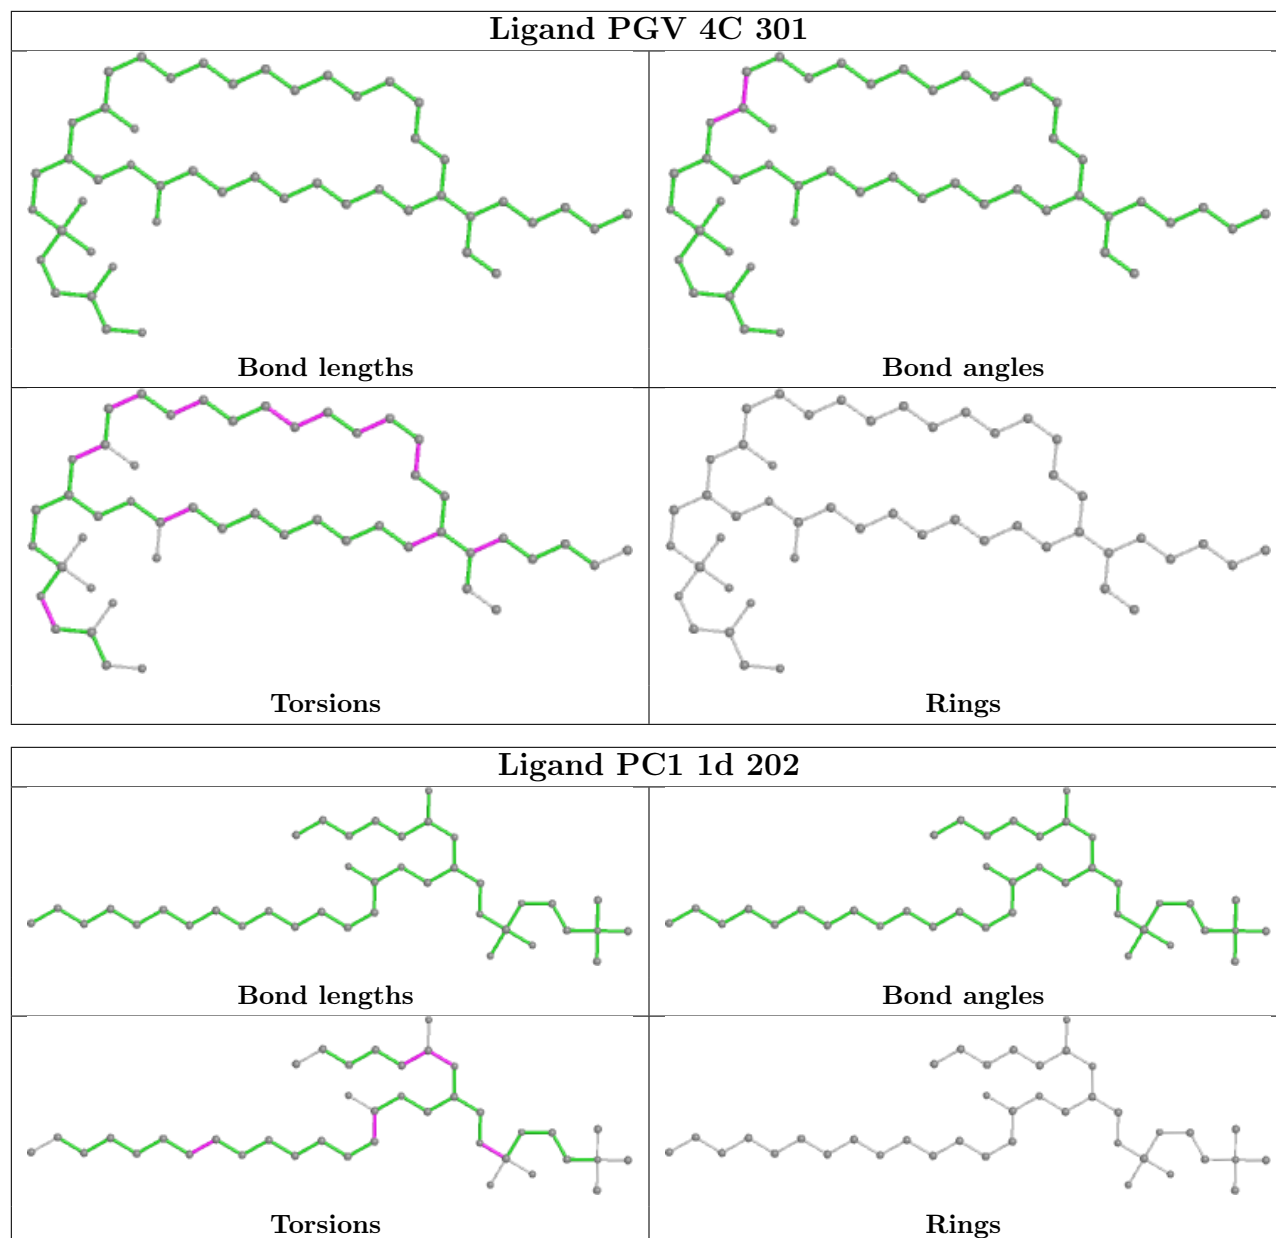 Ligand PGV 4C 301
Bond lengths
Bond angles
Torsions
Rings
Ligand PC1 1d 202
Bond lengths
Bond angles
Torsions
Rings